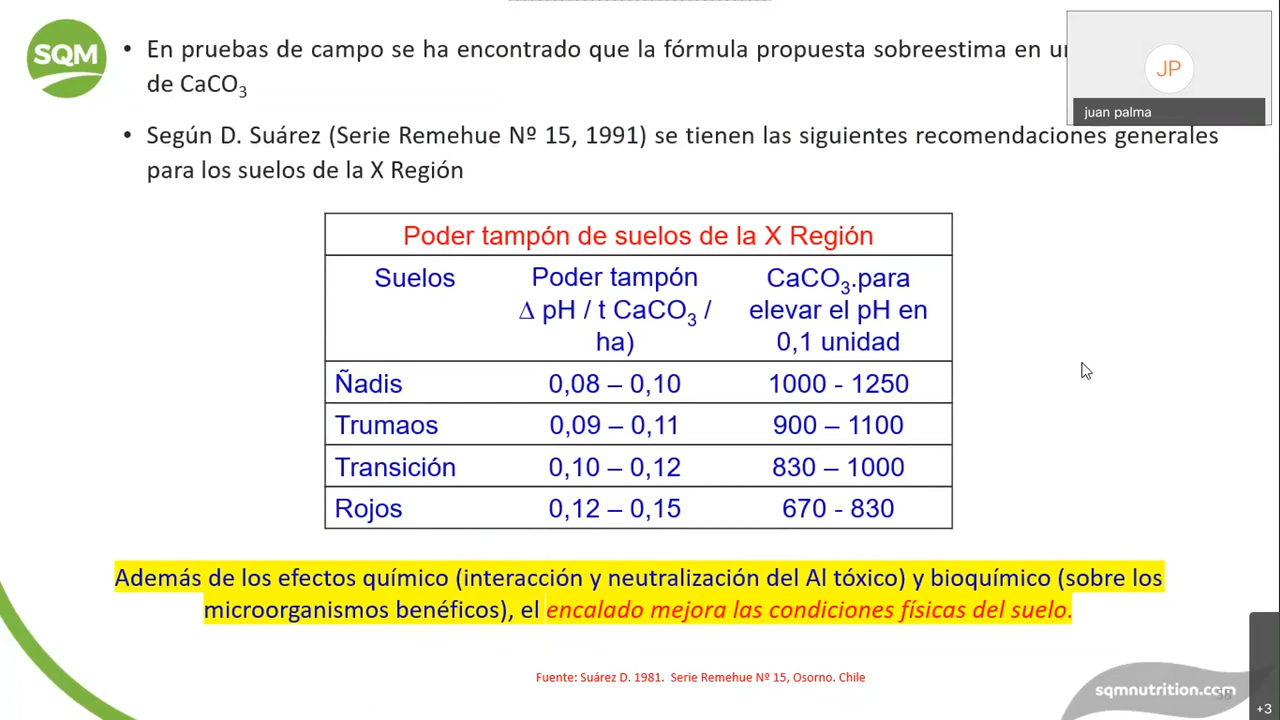 SQM
• En pruebas de campo se ha encontrado que la fórmula propuesta sobreestima en
de CaCO3
JP
juan palma
• Según D. Suárez (Serie Remehue Nº 15, 1991) se tienen las siguientes recomendaciones generales
para los suelos de la X Región
Poder tampón de suelos de la X Región
Suelos
Poder tampón
Δ pH / t CaCO3 /
ha)
CaCO3.para
elevar el pH en
0,1 unidad
Ñadis 0,08 – 0,10 1000 - 1250
Trumaos 0,09 – 0,11 900 – 1100
Transición 0,10 – 0,12 830 – 1000
Rojos 0,12 – 0,15 670 - 830
Además de los efectos químico (interacción y neutralización del Al tóxico) y bioquímico (sobre los
microorganismos benéficos), el encalado mejora las condiciones físicas del suelo.
Fuente: Suárez D. 1981. Serie Remehue Nº 15, Osorno. Chile
sqmnutrition.com
+3